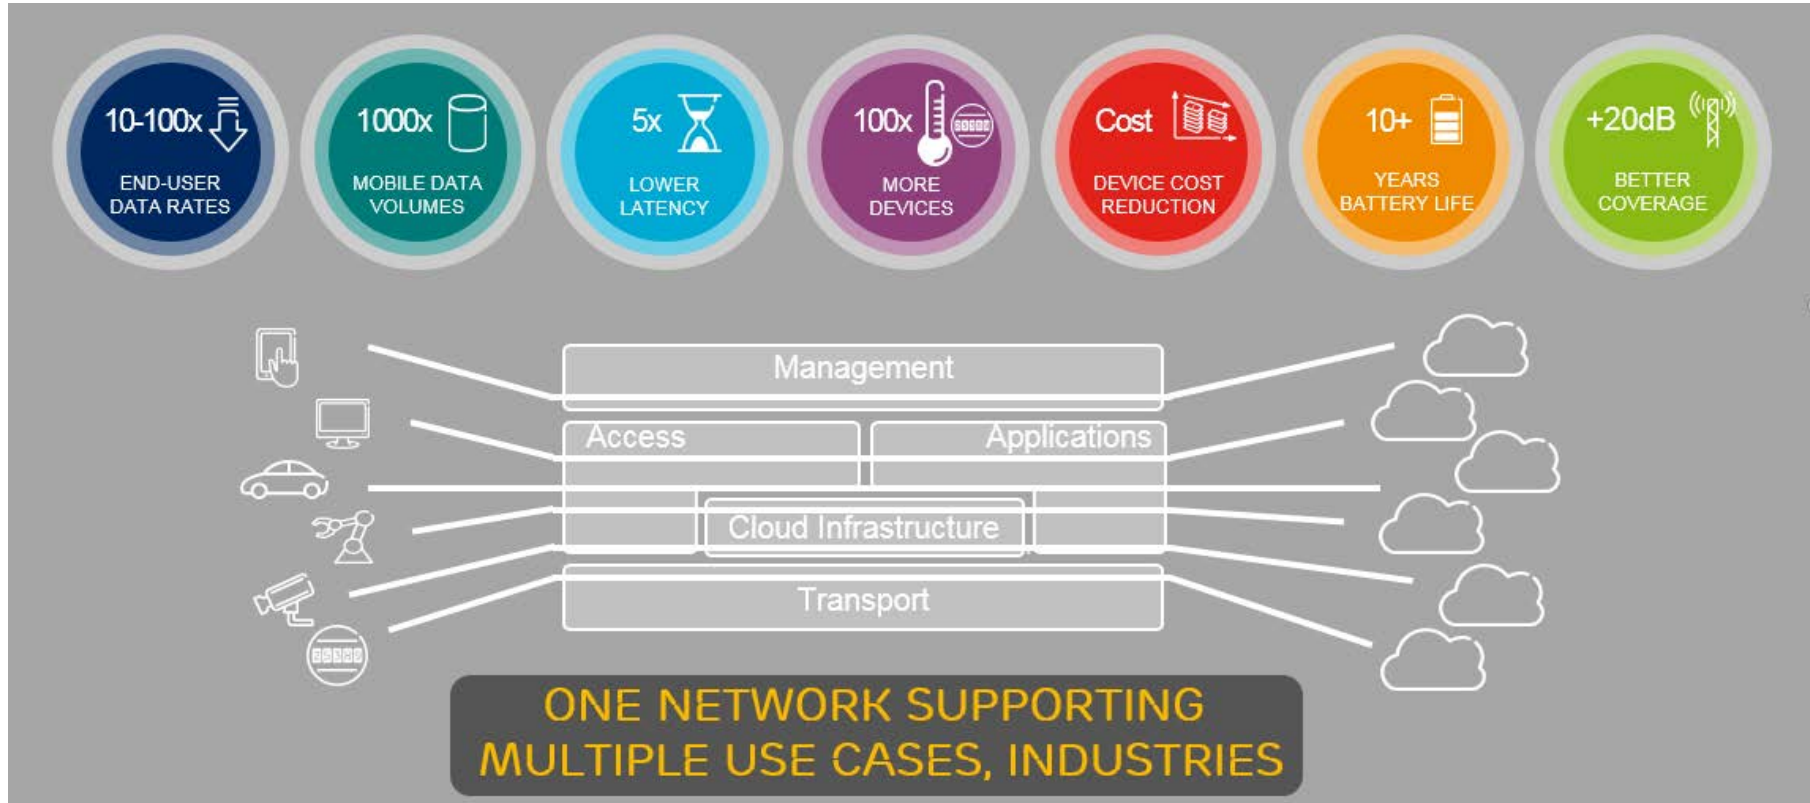 10-100x
END-USER
DATA RATES
1000x
MOBILE DATA
VOLUMES
5x
LOWER
LATENCY
100x
MORE
DEVICES
Cost
DEVICE COST
REDUCTION
10+
YEARS
BATTERY LIFE
+20dB
BETTER
COVERAGE
Management
Access
Applications
Cloud Infrastructure
Transport
ONE NETWORK SUPPORTING
MULTIPLE USE CASES, INDUSTRIES